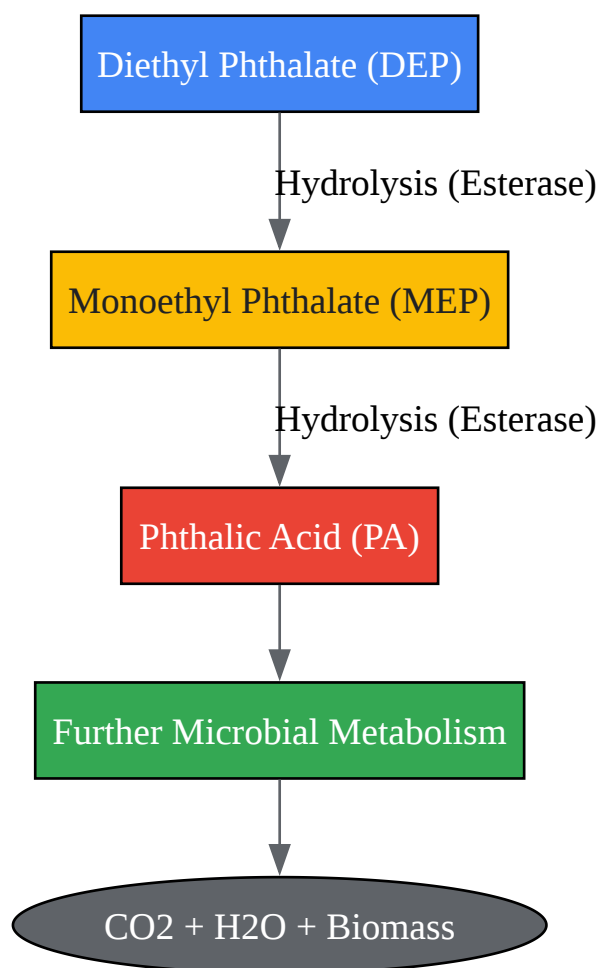 Diethyl Phthalate (DEP)
Hydrolysis (Esterase)
Monoethyl Phthalate (MEP)
Hydrolysis (Esterase)
Phthalic Acid (PA)
Further Microbial Metabolism
CO2 + H2O + Biomass